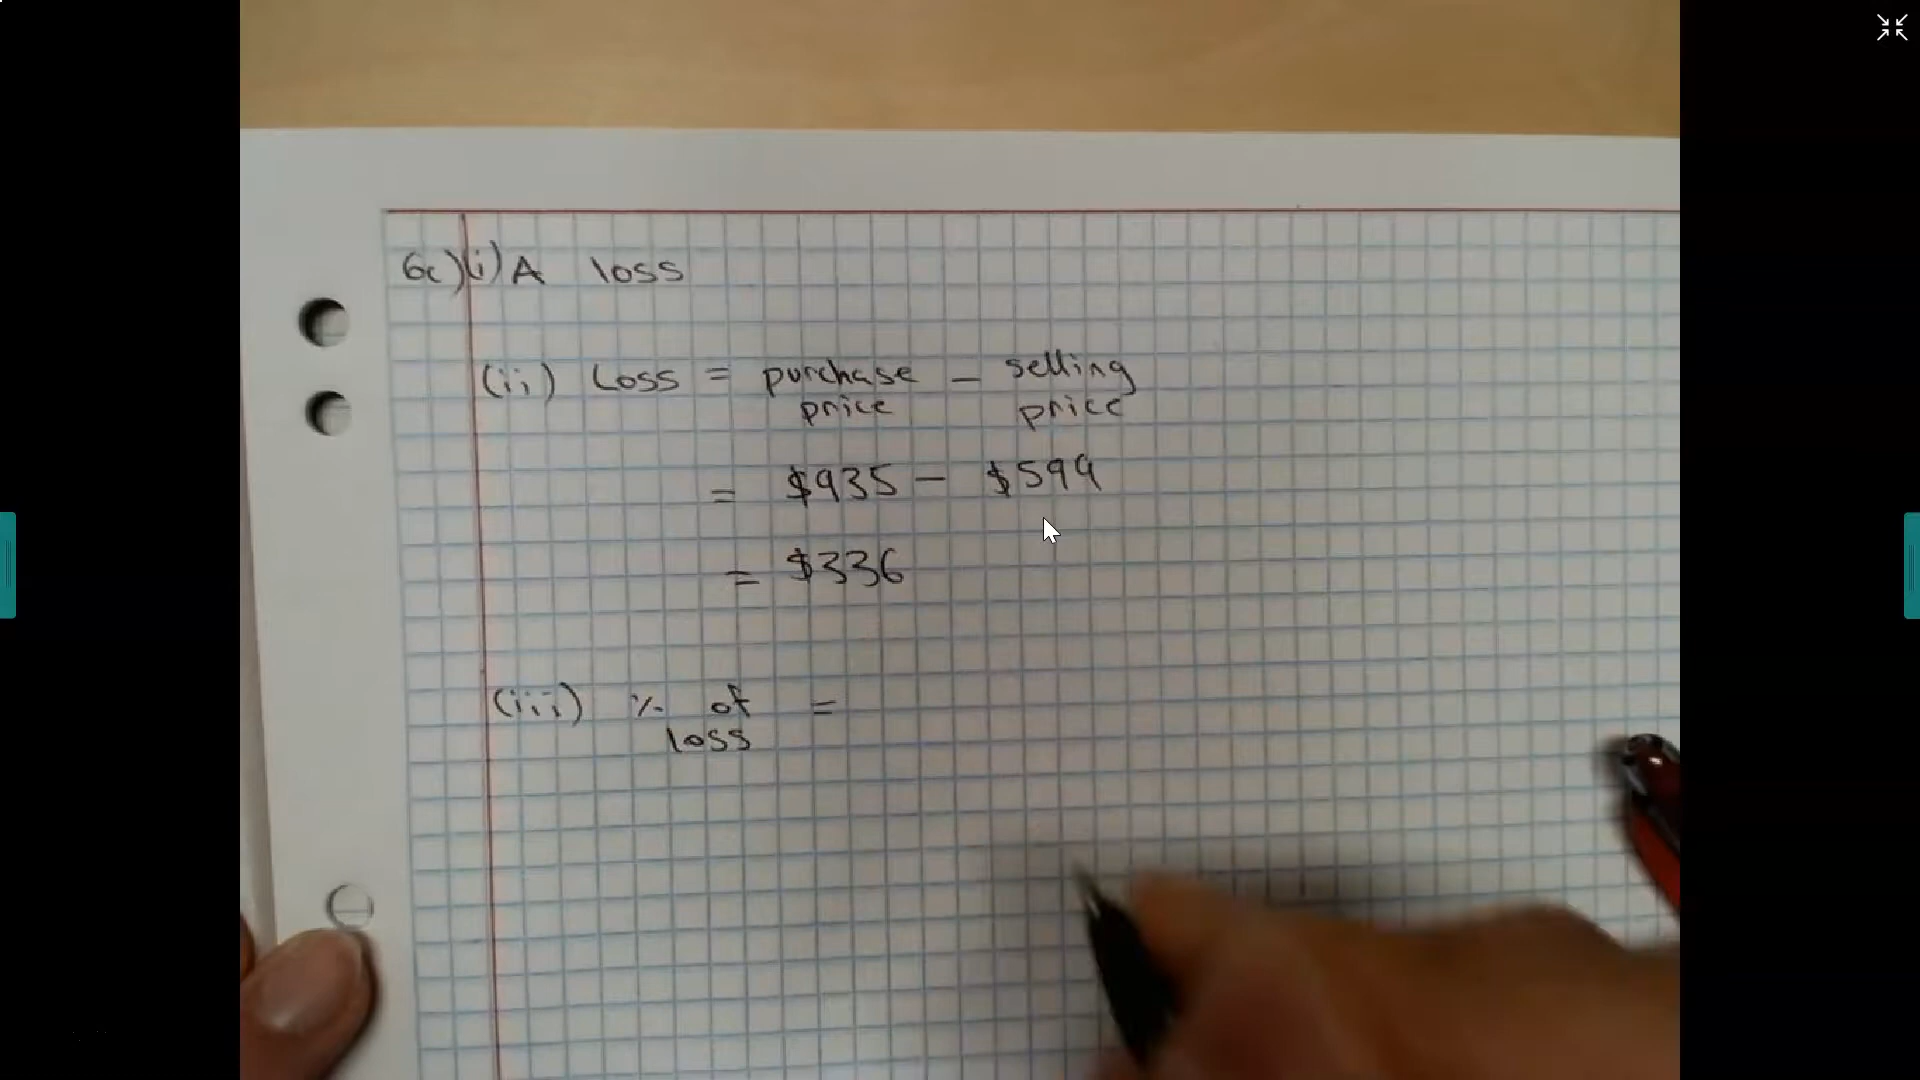 6c)(i) A loss
(ii) Loss = purchase price - selling price
= $935 - $599
= $336
(iii) % of loss =